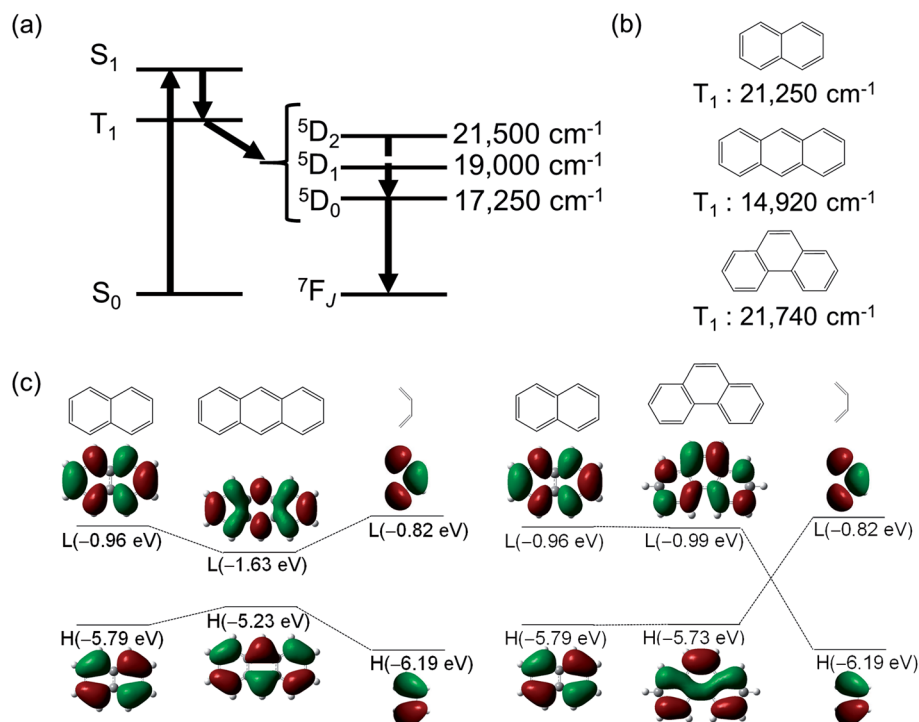 (a)
S₁
T₁
S₀
⁵D₂ 21,500 cm⁻¹
⁵D₁ 19,000 cm⁻¹
⁵D₀ 17,250 cm⁻¹
⁷F_J
(b)
T₁ : 21,250 cm⁻¹
T₁ : 14,920 cm⁻¹
T₁ : 21,740 cm⁻¹
(c)
L(−0.96 eV)
L(−1.63 eV)
L(−0.82 eV)
H(−5.79 eV)
H(−5.23 eV)
H(−6.19 eV)
L(−0.96 eV)
L(−0.99 eV)
L(−0.82 eV)
H(−5.79 eV)
H(−5.73 eV)
H(−6.19 eV)